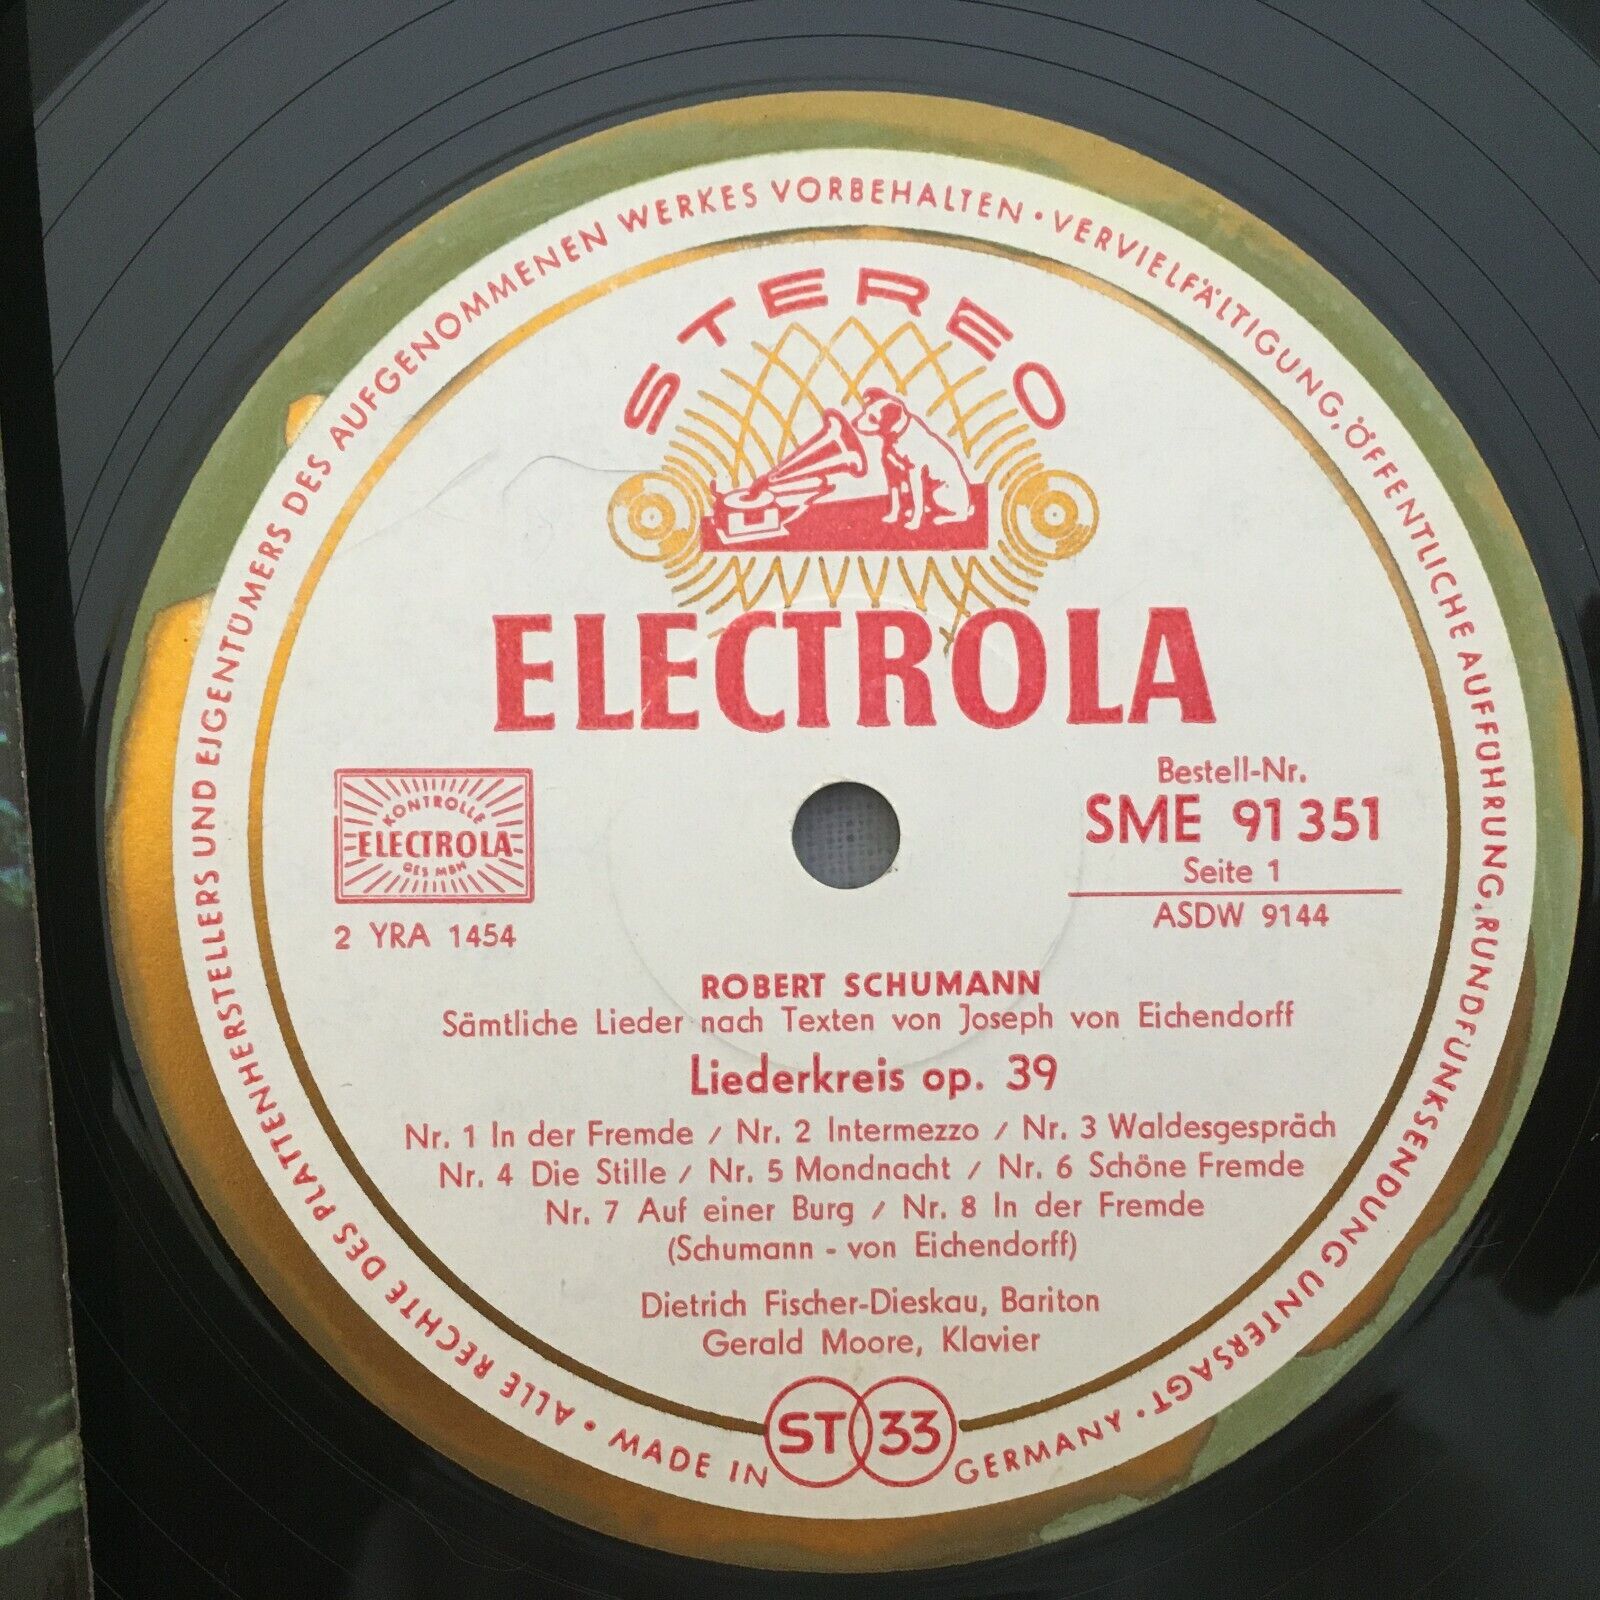 ALLE RECHTE DES PLATTENHERSTELLERS UND EIGENTÜMERS DES AUFGENOMMENEN WERKES VORBEHALTEN · VERVIELFÄLTIGUNG, ÖFFENTLICHE AUFFÜHRUNG, RUNDFUNKSENDUNG UNTERSAGT ·
STEREO
ELECTROLA
KONTROLLE
ELECTROLA
GES MBH
2 YRA 1454
Bestell-Nr.
SME 91 351
Seite 1
ASDW 9144
ROBERT SCHUMANN
Sämtliche Lieder nach Texten von Joseph von Eichendorff
Liederkreis op. 39
Nr. 1 In der Fremde / Nr. 2 Intermezzo / Nr. 3 Waldesgespräch
Nr. 4 Die Stille / Nr. 5 Mondnacht / Nr. 6 Schöne Fremde
Nr. 7 Auf einer Burg / Nr. 8 In der Fremde
(Schumann - von Eichendorff)
Dietrich Fischer-Dieskau, Bariton
Gerald Moore, Klavier
ST 33
· MADE IN GERMANY